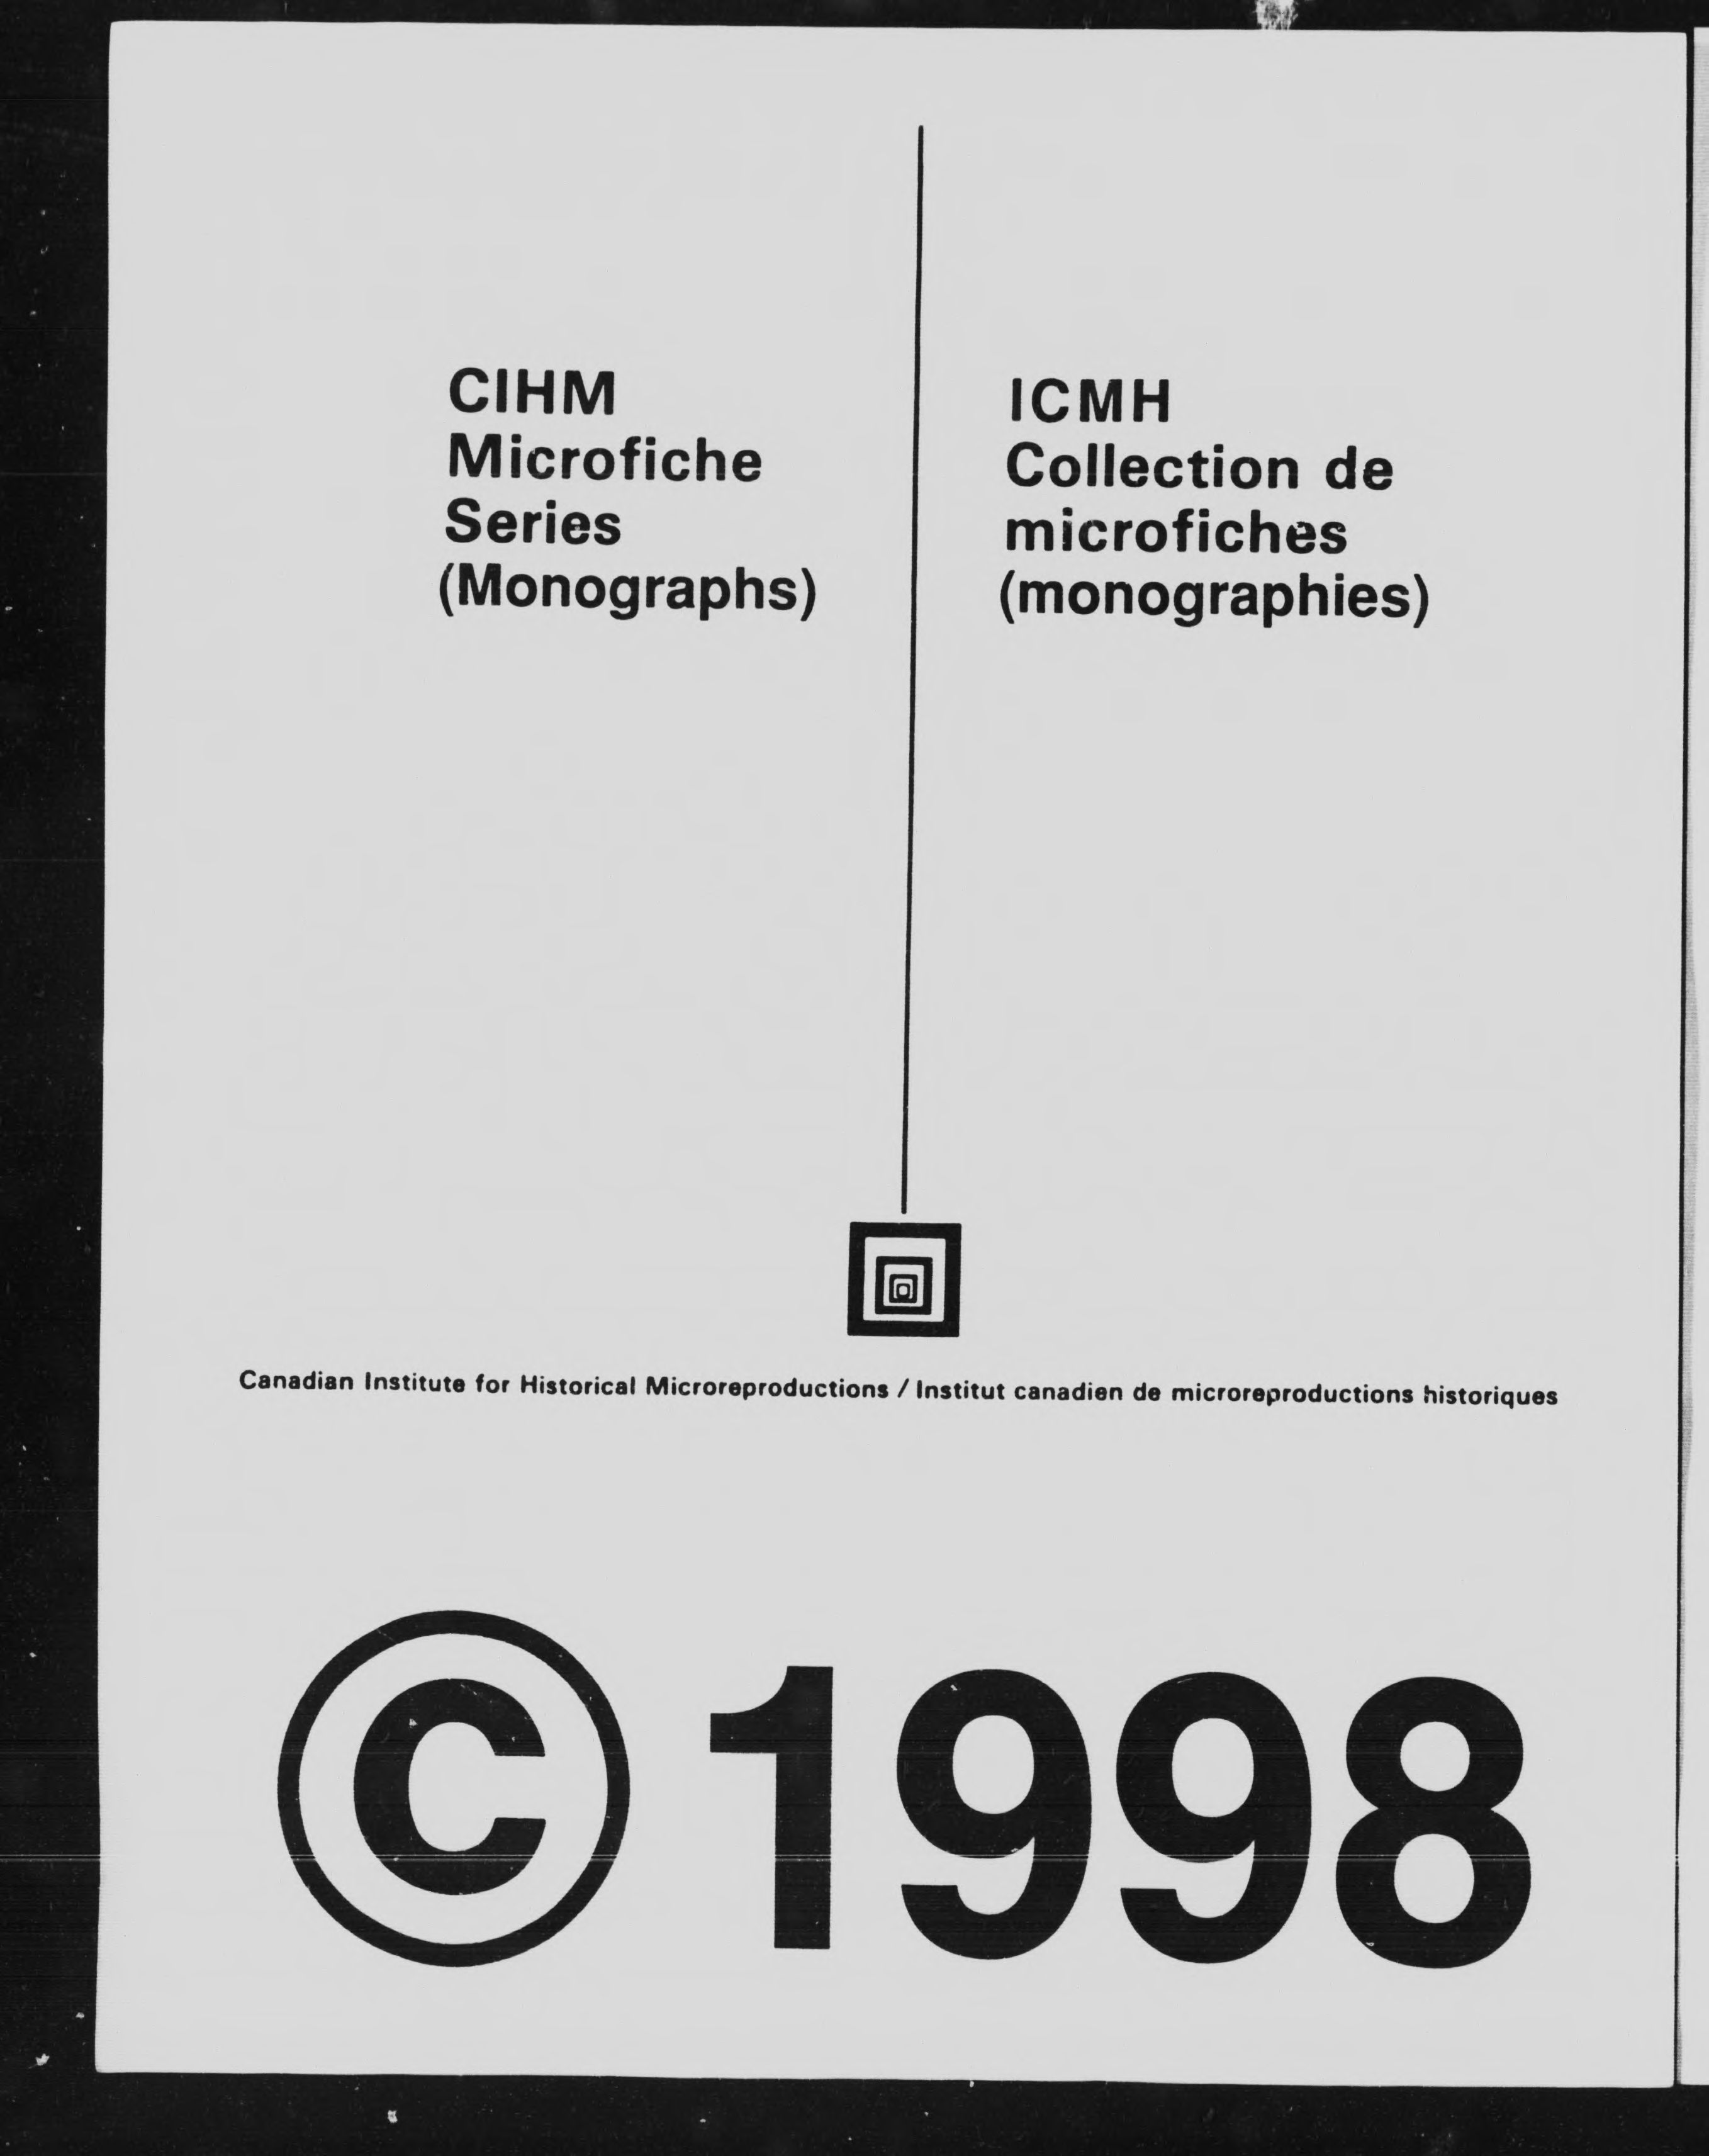 CIHM
Microfiche
Series
(Monographs)
ICMH
Collection de
microfiches
(monographies)
Canadian Institute for Historical Microreproductions / Institut canadien de microreproductions historiques
© 1998